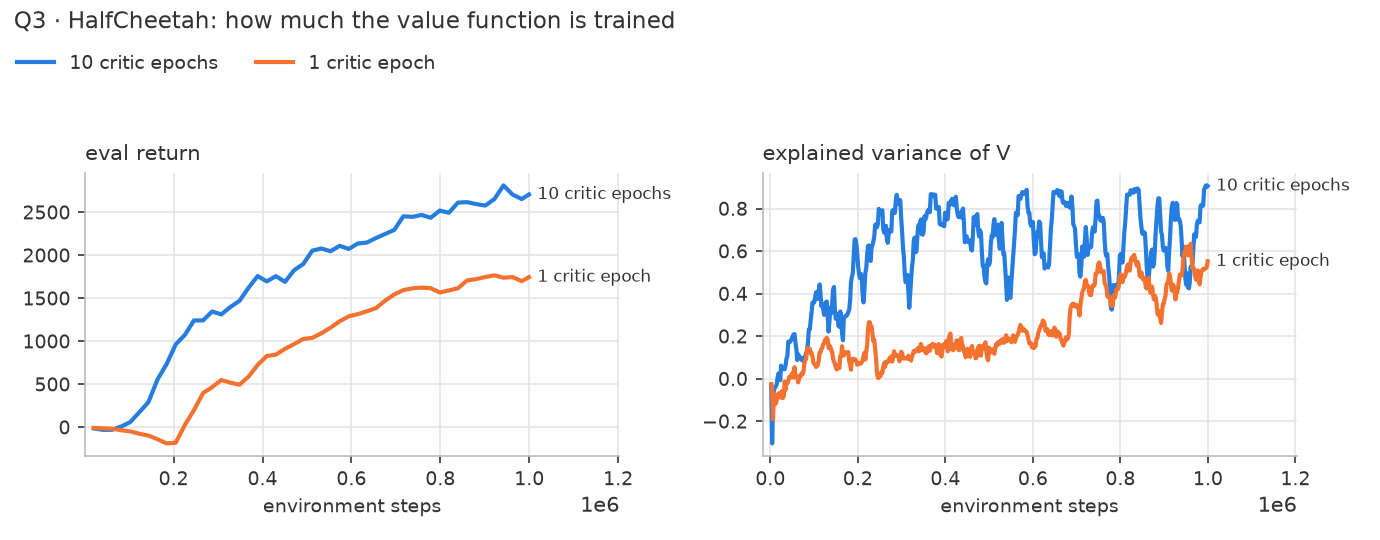 Q3 · HalfCheetah: how much the value function is trained
10 critic epochs
1 critic epoch
eval return
2500
2000
1500
1000
500
0
10 critic epochs
1 critic epoch
0.2
0.4
0.6
0.8
1.0
1.2
environment steps
1e6
explained variance of V
0.8
0.6
0.4
0.2
0.0
−0.2
10 critic epochs
1 critic epoch
0.0
0.2
0.4
0.6
0.8
1.0
1.2
environment steps
1e6